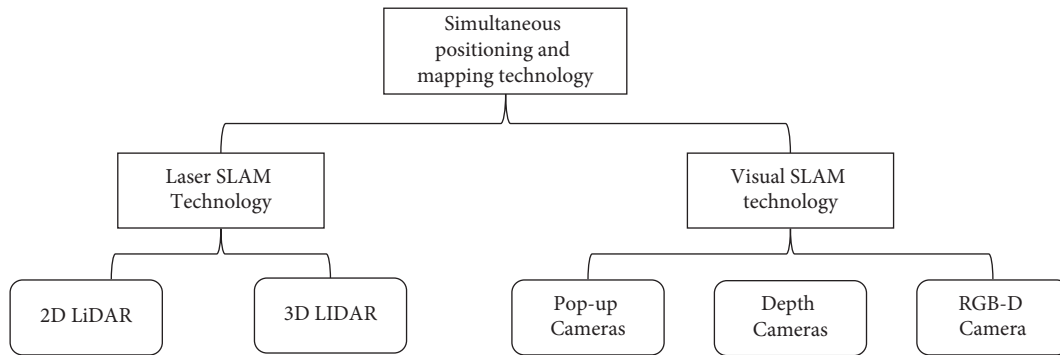 Simultaneous
positioning and
mapping technology
Laser SLAM
Technology
Visual SLAM
technology
2D LiDAR
3D LIDAR
Pop-up
Cameras
Depth
Cameras
RGB-D
Camera